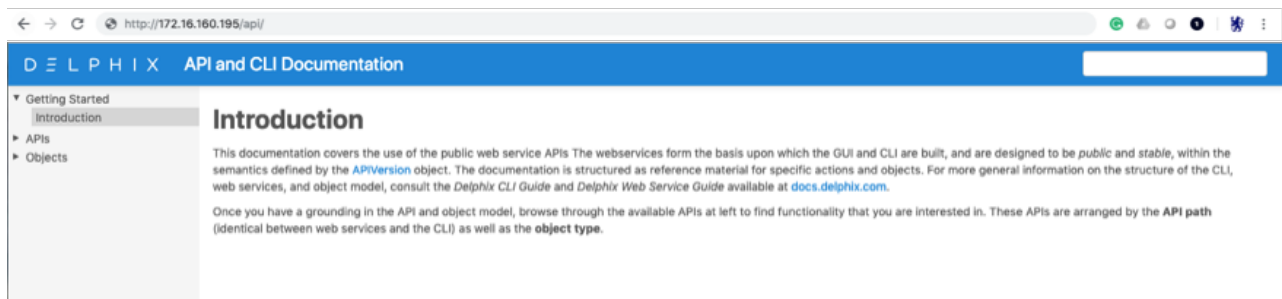 http://172.16.160.195/api/
DELPHIX API and CLI Documentation
Getting Started
Introduction
APIs
Objects
Introduction
This documentation covers the use of the public web service APIs The webservices form the basis upon which the GUI and CLI are built, and are designed to be public and stable, within the
semantics defined by the APIVersion object. The documentation is structured as reference material for specific actions and objects. For more general information on the structure of the CLI,
web services, and object model, consult the Delphix CLI Guide and Delphix Web Service Guide available at docs.delphix.com.
Once you have a grounding in the API and object model, browse through the available APIs at left to find functionality that you are interested in. These APIs are arranged by the API path
(identical between web services and the CLI) as well as the object type.